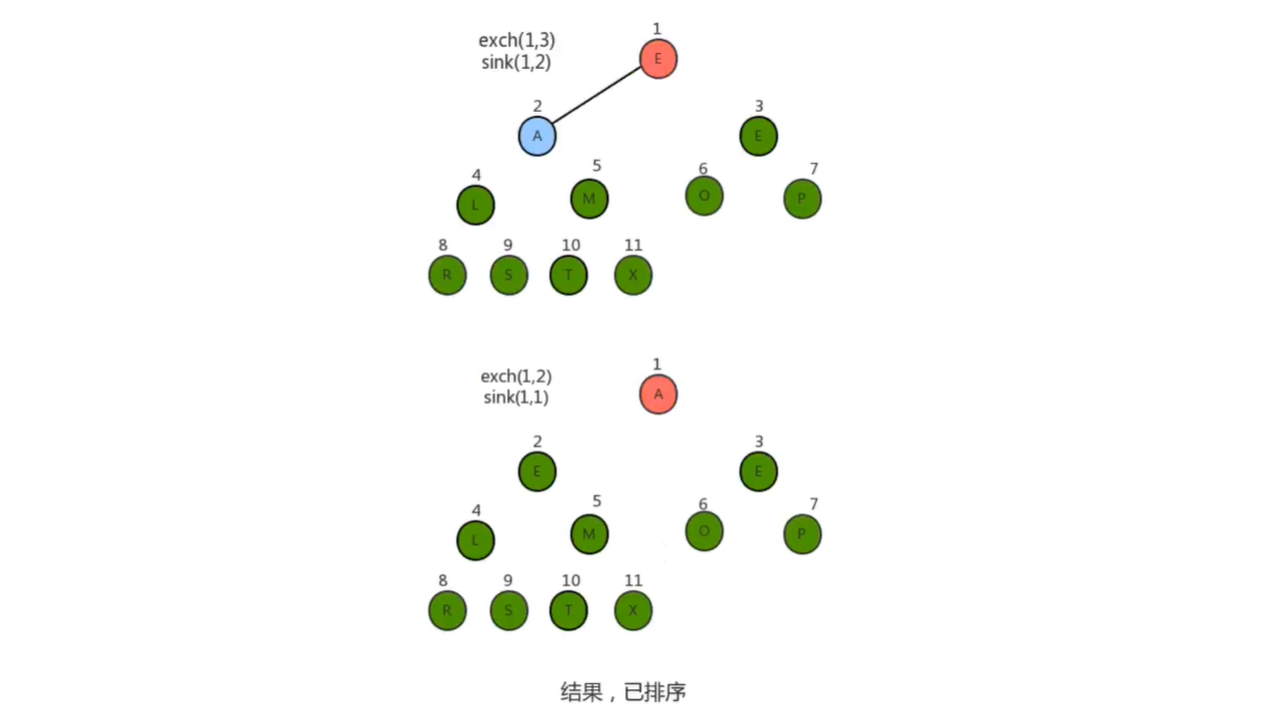 1
exch(1,3)
sink(1,2)
E
2
3
A
E
4
5
6
7
L
M
O
P
8
9
10
11
R
S
T
X
1
exch(1,2)
sink(1,1)
A
2
3
E
E
4
5
6
7
L
M
O
P
8
9
10
11
R
S
T
X
结果，已排序